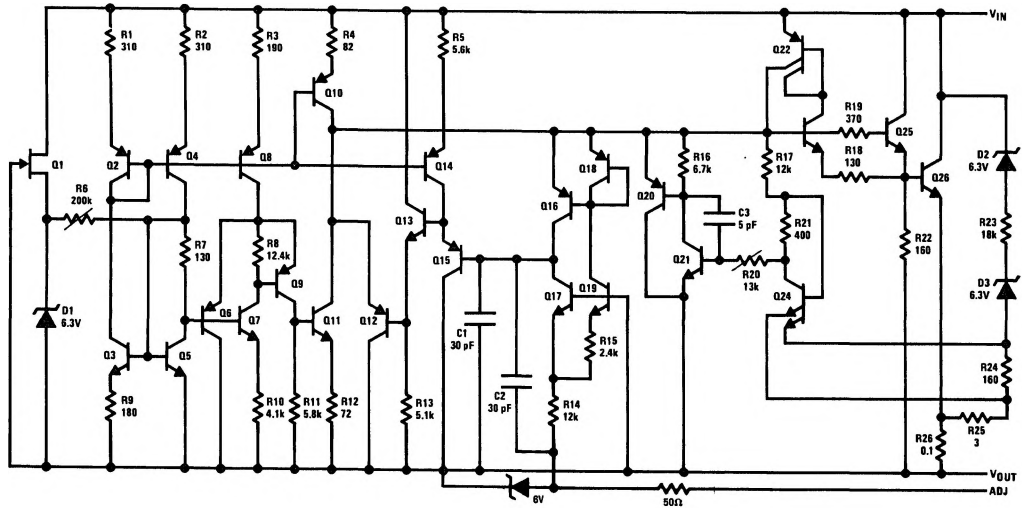 R1
310
R2
310
R3
190
R4
82
R5
5.6k
VIN
Q22
Q10
R19
370
Q25
R18
130
Q26
D2
6.3V
Q1
Q2
Q4
Q8
Q14
Q18
R16
6.7k
R17
12k
Q20
R6
200k
Q13
Q16
C3
5 pF
R21
400
R23
18k
R7
130
R8
12.4k
Q15
Q21
R20
13k
R22
160
Q9
D1
6.3V
Q6
Q7
Q11
Q12
Q17
Q19
Q24
D3
6.3V
C1
30 pF
Q3
Q5
R15
2.4k
C2
30 pF
R24
160
R9
180
R10
4.1k
R11
5.8k
R12
72
R13
5.1k
R14
12k
R26
0.1
R25
3
VOUT
6V
50Ω
ADJ